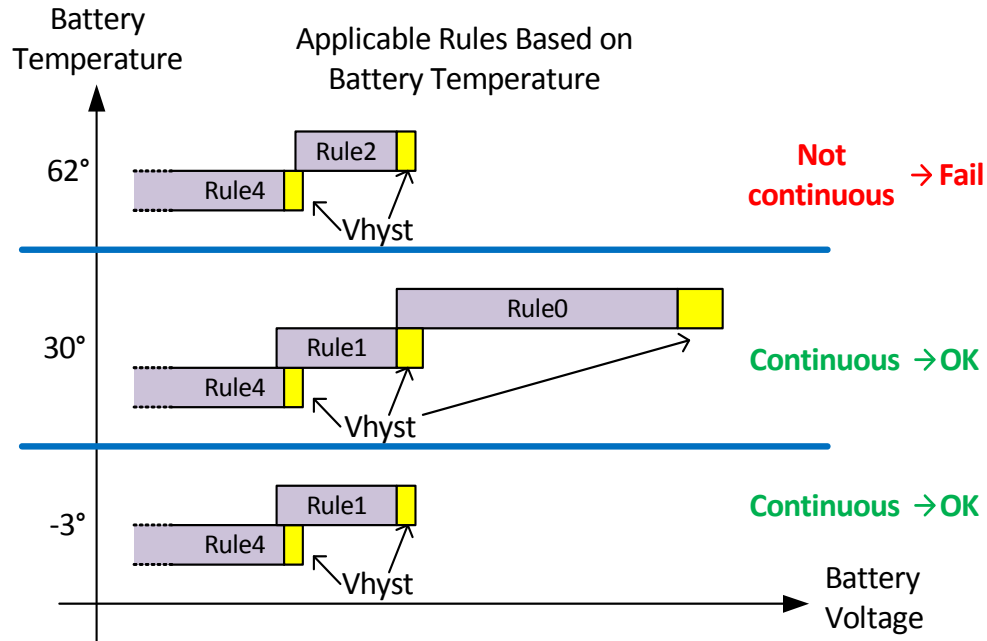 Battery
Temperature
Applicable Rules Based on
Battery Temperature
62°
Rule2
Rule4
Vhyst
Not
continuous
→ Fail
30°
Rule0
Rule1
Rule4
Vhyst
Continuous → OK
-3°
Rule1
Rule4
Vhyst
Continuous → OK
Battery
Voltage